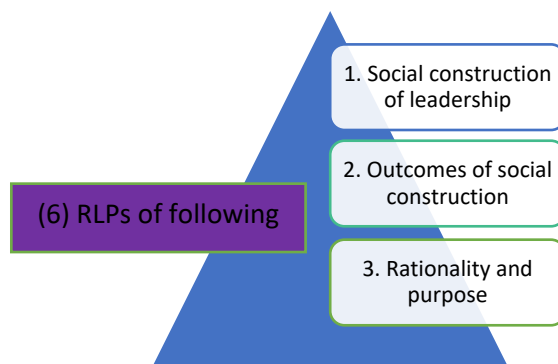 1. Social construction
of leadership
2. Outcomes of social
construction
(6) RLPs of following
3. Rationality and
purpose